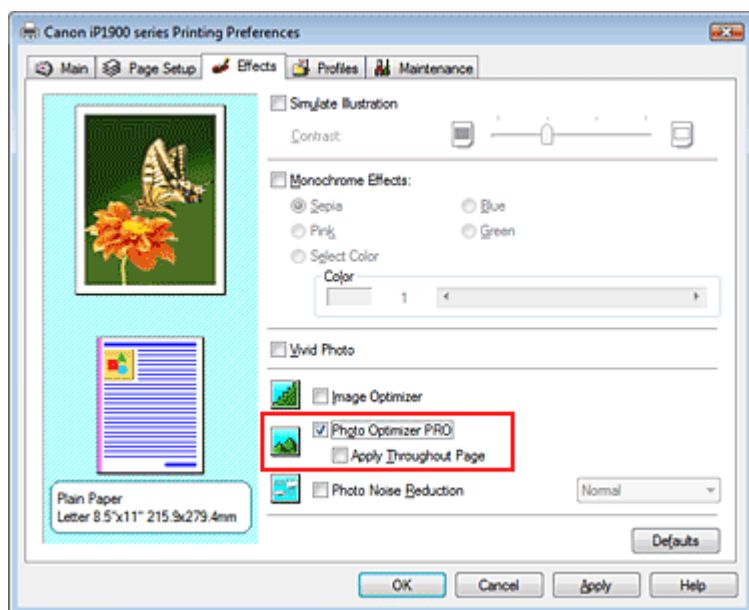 Canon iP1900 series Printing Preferences
Main Page Setup Effects Profiles Maintenance
Simulate Illustration
Contrast:
Monochrome Effects:
Sepia Blue
Pink Green
Select Color
Color
1
Vivid Photo
Image Optimizer
Photo Optimizer PRO
Apply Throughout Page
Photo Noise Reduction Normal
Plain Paper
Letter 8.5"x11" 215.9x279.4mm
Defaults
OK Cancel Apply Help